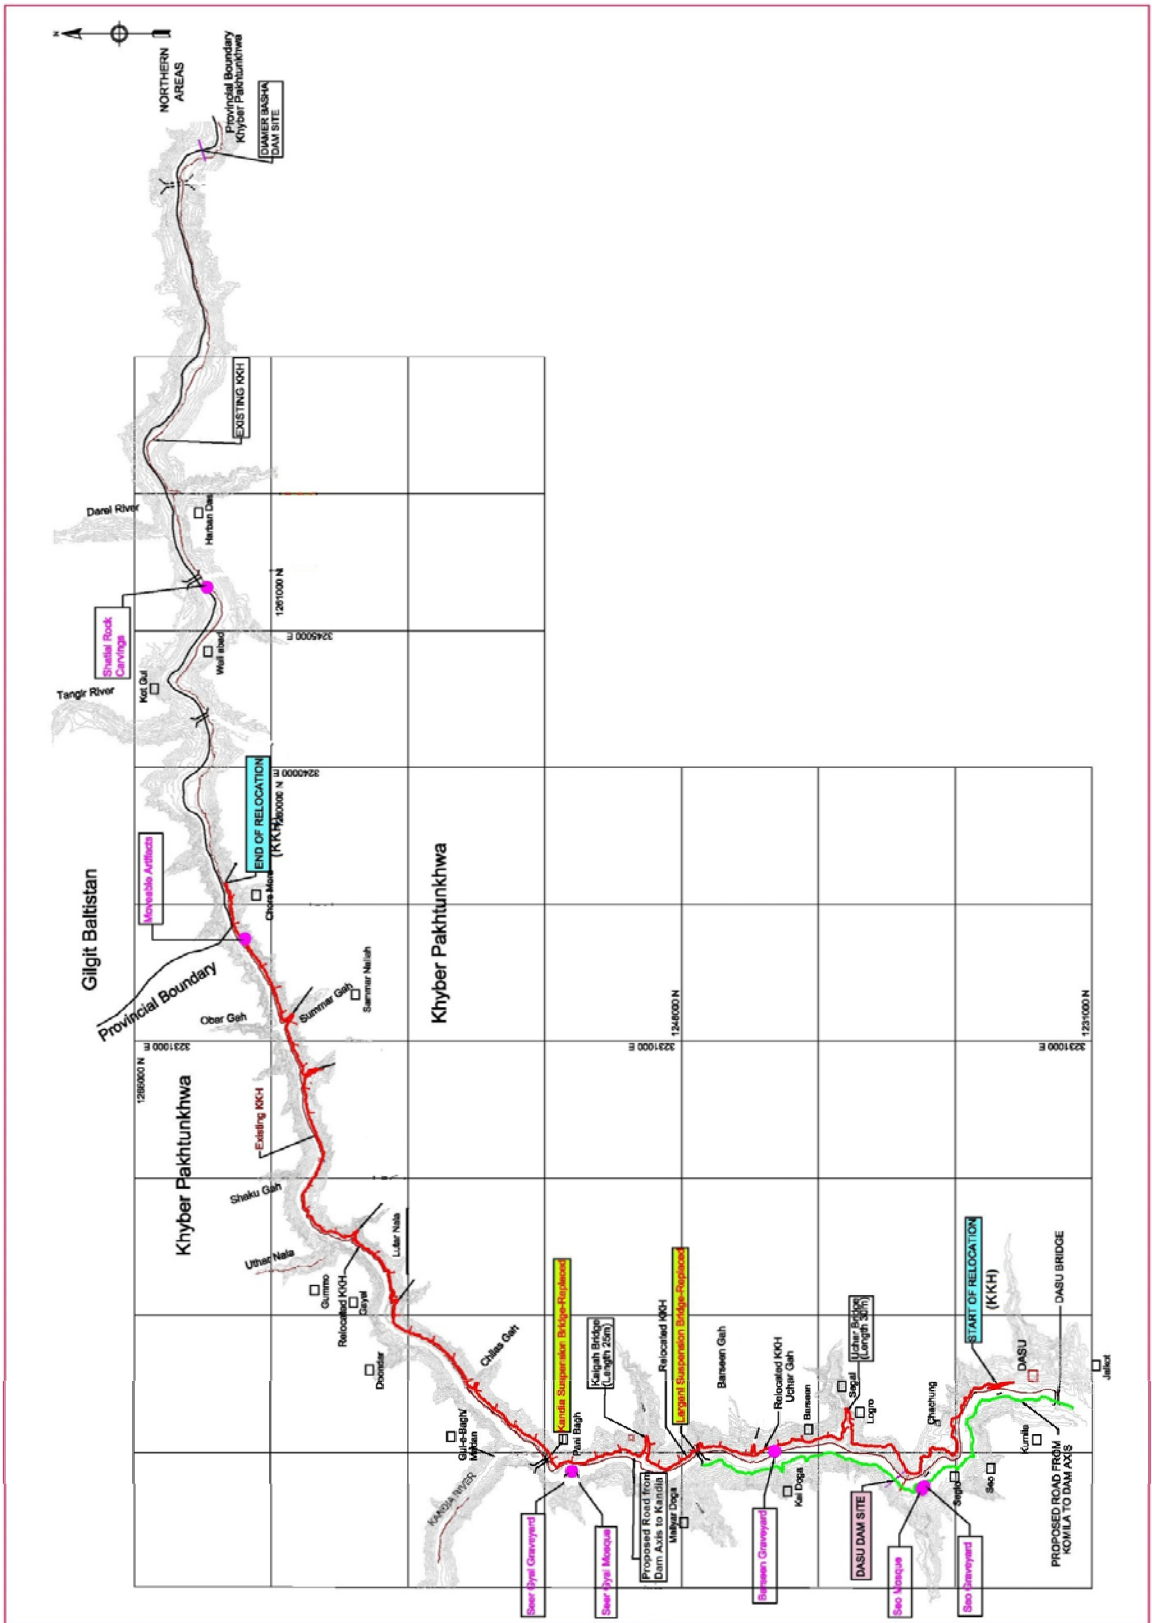 N
NORTHERN
AREAS
Provincial Boundary
Khyber Pakhtunkhwa
DIAMER BASHA
DAM SITE
EXISTING KKH
Darel River
Harban Das
1261000 N
3245000 E
Shatial Rock
Carvings
Wuli abad
Kot Gul
Tangir River
3240000 E
END OF RELOCATION
(KKH)
Moveable Artifacts
Gilgit Baltistan
Provincial Boundary
Khyber Pakhtunkhwa
Obar Gah
Summar Gah
Sammar Nallah
1266000 N
3231000 E
3231000 E
1248000 N
3231000 E
1231000 N
Khyber Pakhtunkhwa
Existing KKH
Shaku Gah
Uthar Nala
Lutar Nala
Gummo
Relocated KKH
Gayal
Doondar
Chilas Gah
Gul-e-Bagh/
Maidan
KANDIA RIVER
Kandia Suspension Bridge-Replaced
Pani Bagh
Kaigah Bridge
(Length 25m)
Relocated KKH
Largani Suspension Bridge-Replaced
Barseen Gah
Relocated KKH
Uchar Gah
Barseen
Uchar Bridge
(Length 30m)
Segal
Logro
Chachung
START OF RELOCATION
(KKH)
DASU
DASU BRIDGE
Jalkot
Kumila
Seo
Seglo
Kai Doga
Maliyar Doga
Proposed Road from
Dam Axis to Kandia
Seer Gyal Graveyard
Seer Gyal Mosque
Barseen Graveyard
DASU DAM SITE
Seo Mosque
Seo Graveyard
PROPOSED ROAD FROM
KOMILA TO DAM AXIS